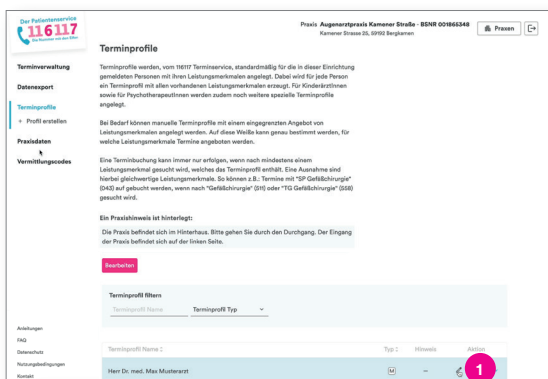 Der Patientenservice
116117
Die Nummer mit den Elfen
Praxis Augenarztpraxis Kamener Straße - BSNR 001865348
Kamener Strasse 25, 59192 Bergkamen
Praxen
Terminverwaltung
Datenexport
Terminprofile
+ Profil erstellen
Praxisdaten
Vermittlungscodes
Terminprofile
Terminprofile werden, vom 116117 Terminservice, standardmäßig für die in dieser Einrichtung
gemeldeten Personen mit ihren Leistungsmerkmalen angelegt. Dabei wird für jede Person
ein Terminprofil mit allen vorhandenen Leistungsmerkmalen erzeugt. Für KinderärztInnen
sowie für PsychotherapeutInnen werden zudem noch weitere spezielle Terminprofile
angelegt.
Bei Bedarf können manuelle Terminprofile mit einem eingegrenzten Angebot von
Leistungsmerkmalen angelegt werden. Auf diese Weiße kann genau bestimmt werden, für
welche Leistungsmerkmale Termine angeboten werden.
Eine Terminbuchung kann immer nur erfolgen, wenn nach mindestens einem
Leistungsmerkmal gesucht wird, welches das Terminprofil enthält. Eine Ausnahme sind
hierbei gleichwertige Leistungsmerkmale. So können z.B.: Termine mit "SP Gefäßchirurgie"
(043) auf gebucht werden, wenn nach "Gefäßchirurgie" (511) oder "TG Gefäßchirurgie" (558)
gesucht wird.
Ein Praxishinweis ist hinterlegt:
Die Praxis befindet sich im Hinterhaus. Bitte gehen Sie durch den Durchgang. Der Eingang
der Praxis befindet sich auf der linken Seite.
Bearbeiten
Terminprofil filtern
Terminprofil Name
Terminprofil Typ
Terminprofil Name Typ Hinweis Aktion
Herr Dr. med. Max Musterarzt M – 1
Anleitungen
FAQ
Datenschutz
Nutzungsbedingungen
Kontakt